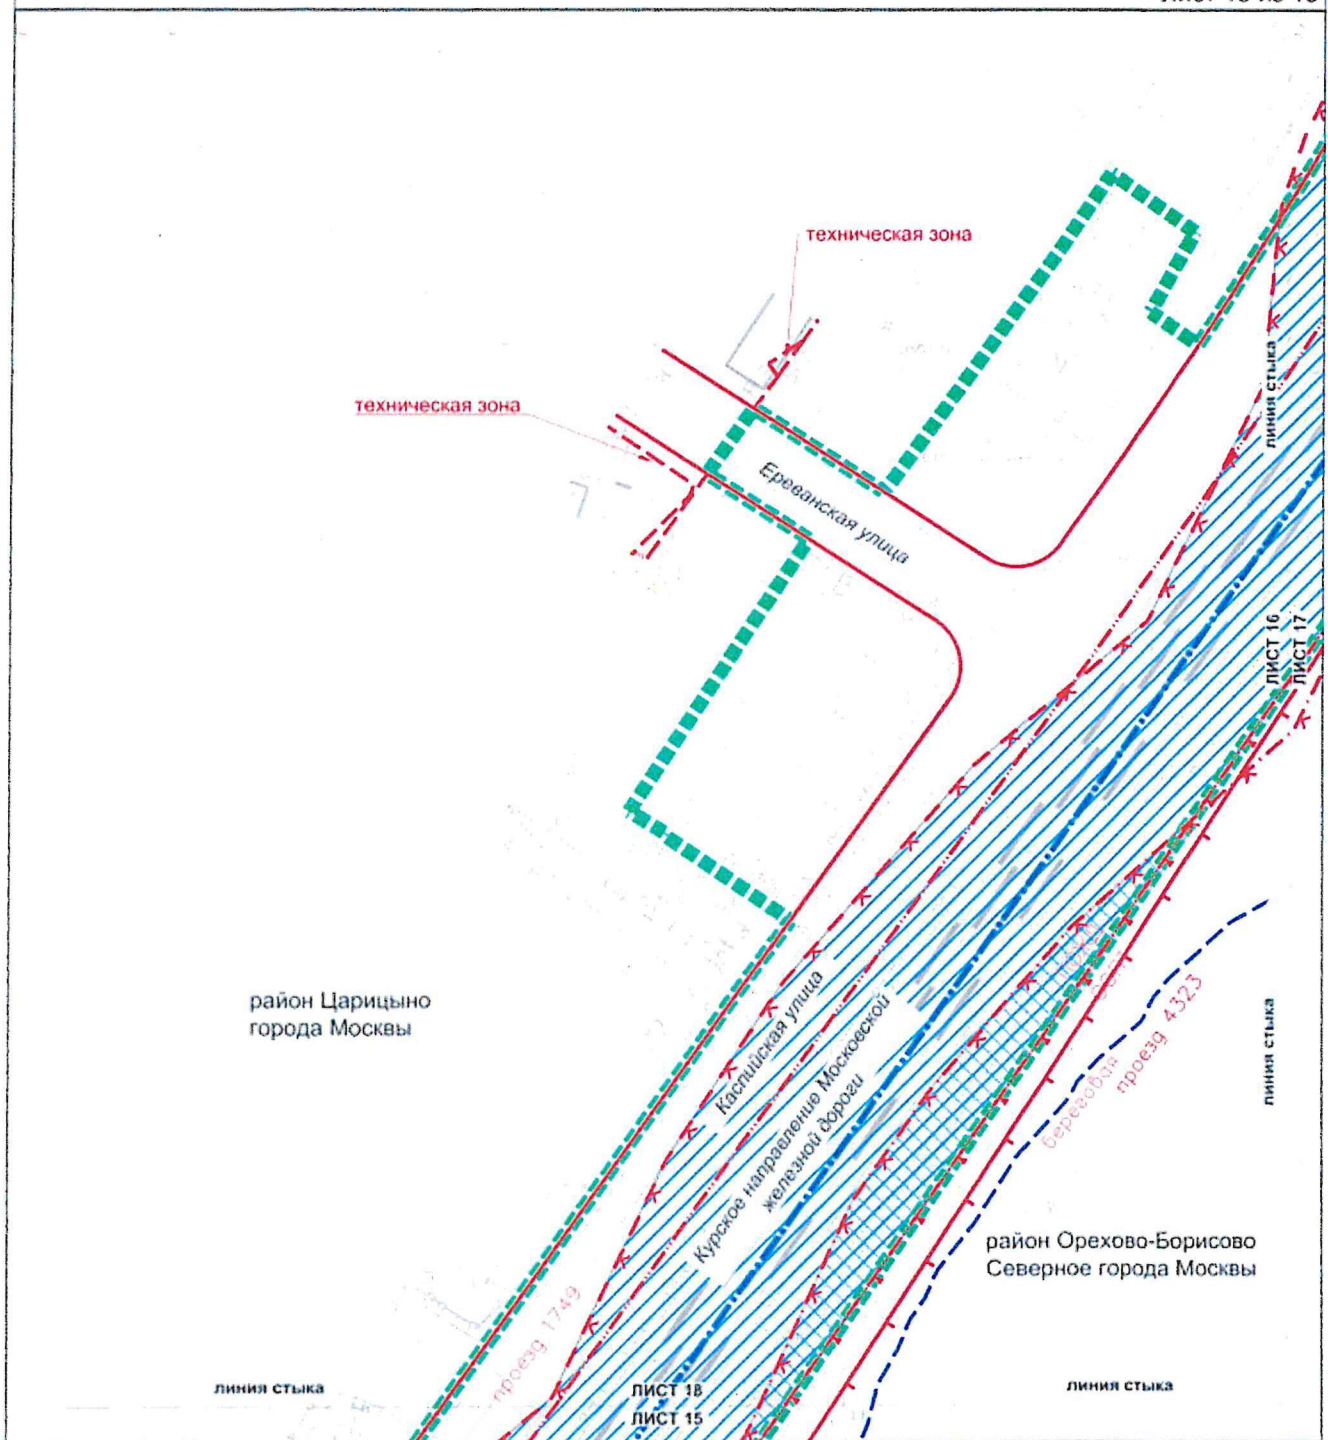 техническая зона
техническая зона
линия стыка
Ереванская улица
ЛИСТ 16
ЛИСТ 17
район Царицыно
города Москвы
Каспийская улица
Курское направление Московской
железной дороги
береговая
проезд 4323
линия стыка
район Орехово-Борисово
Северное города Москвы
проезд 1749
линия стыка
ЛИСТ 18
ЛИСТ 15
линия стыка